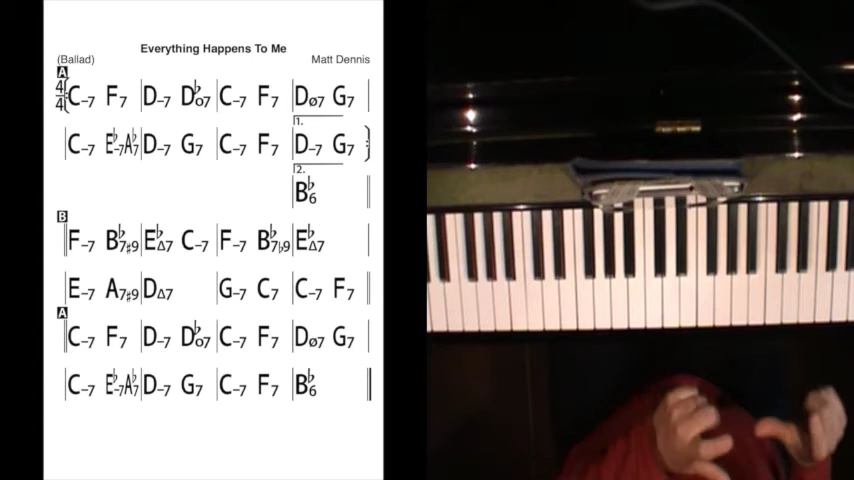 Everything Happens To Me
(Ballad) Matt Dennis
A
4/4 C-7 F7 D-7 D♭o7 C-7 F7 Dø7 G7
1.
C-7 E♭-7 A♭7 D-7 G7 C-7 F7 D-7 G7
2.
B♭6
B
F-7 B♭7♯9 E♭Δ7 C-7 F-7 B♭7♭9 E♭Δ7
E-7 A7♯9 DΔ7 G-7 C7 C-7 F7
A
C-7 F7 D-7 D♭o7 C-7 F7 Dø7 G7
C-7 E♭-7 A♭7 D-7 G7 C-7 F7 B♭6